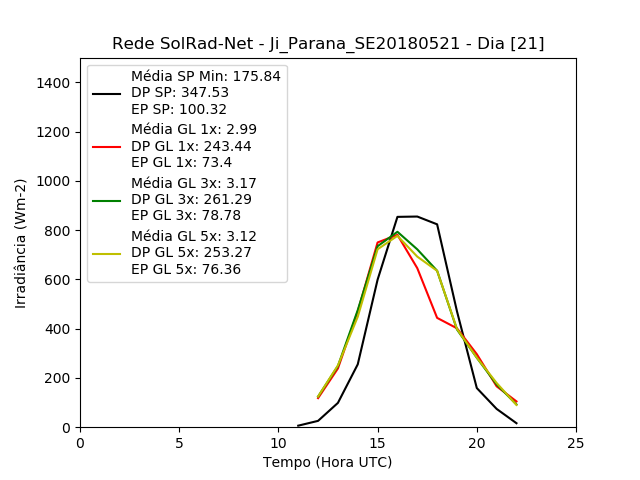 Rede SolRad-Net - Ji_Parana_SE20180521 - Dia [21]
Média SP Min: 175.84
DP SP: 347.53
EP SP: 100.32
Média GL 1x: 2.99
DP GL 1x: 243.44
EP GL 1x: 73.4
Média GL 3x: 3.17
DP GL 3x: 261.29
EP GL 3x: 78.78
Média GL 5x: 3.12
DP GL 5x: 253.27
EP GL 5x: 76.36
Irradiância (Wm-2)
1400
1200
1000
800
600
400
200
0
0 5 10 15 20 25
Tempo (Hora UTC)